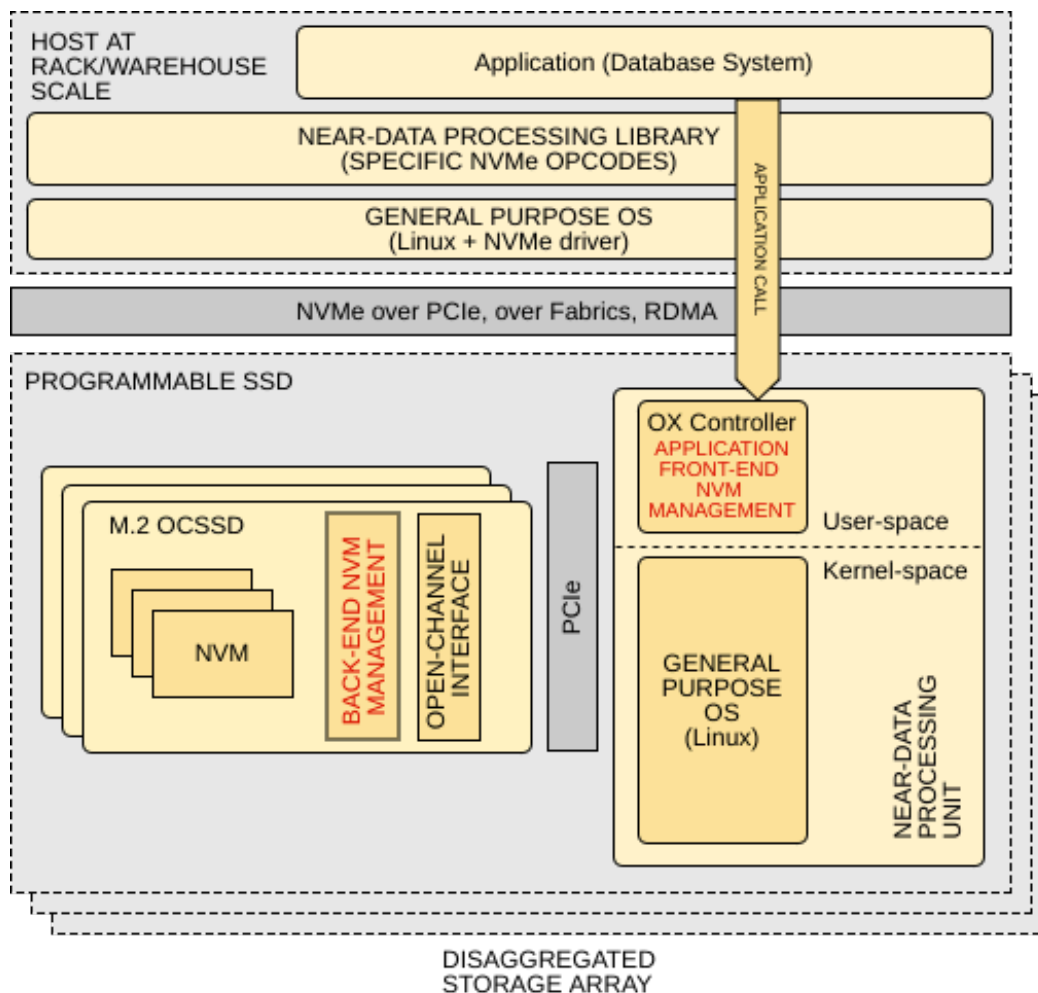 HOST AT
RACK/WAREHOUSE
SCALE
Application (Database System)
NEAR-DATA PROCESSING LIBRARY
(SPECIFIC NVMe OPCODES)
GENERAL PURPOSE OS
(Linux + NVMe driver)
APPLICATION CALL
NVMe over PCIe, over Fabrics, RDMA
PROGRAMMABLE SSD
M.2 OCSSD
NVM
BACK-END NVM
MANAGEMENT
OPEN-CHANNEL
INTERFACE
PCIe
OX Controller
APPLICATION
FRONT-END
NVM
MANAGEMENT
User-space
Kernel-space
GENERAL
PURPOSE
OS
(Linux)
NEAR-DATA
PROCESSING
UNIT
DISAGGREGATED
STORAGE ARRAY